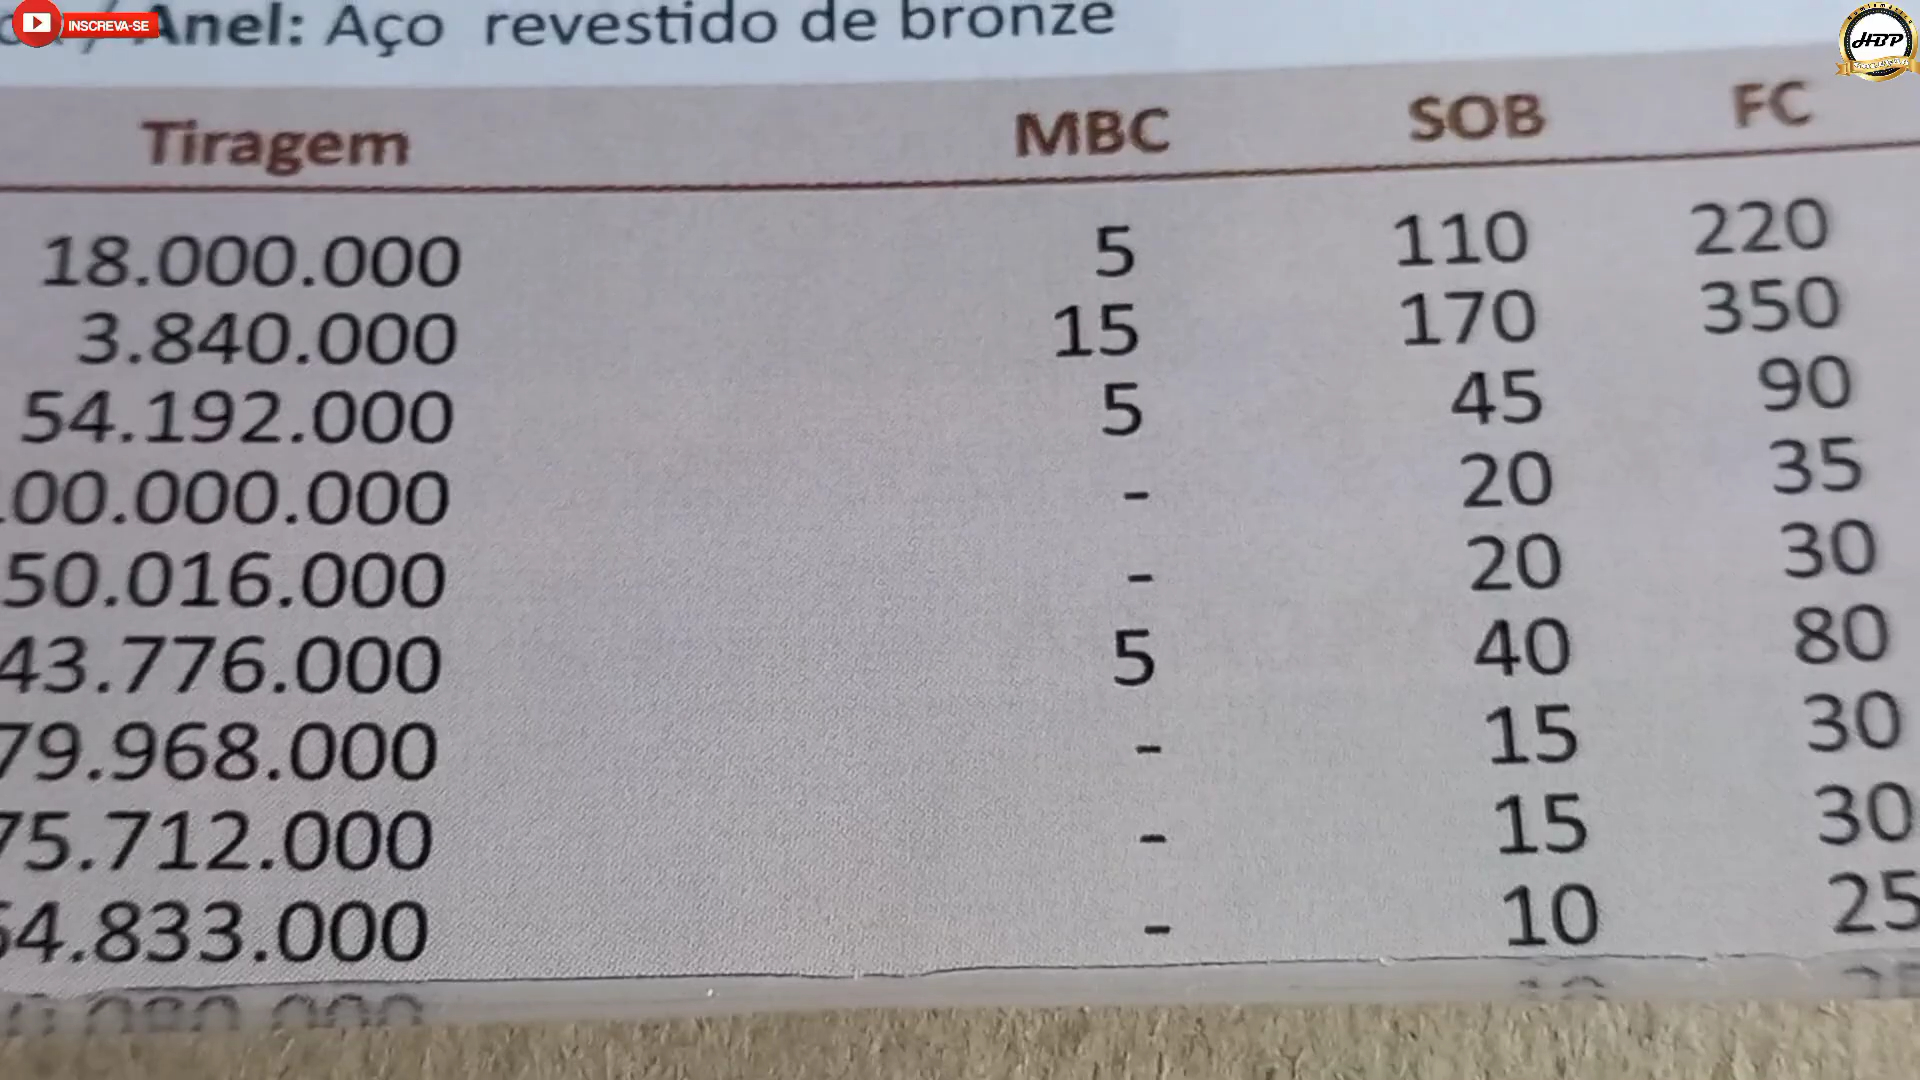 INSCREVA-SE
Anel: Aço revestido de bronze
HBP
Tiragem MBC SOB FC
18.000.000 5 110 220
3.840.000 15 170 350
54.192.000 5 45 90
00.000.000 - 20 35
50.016.000 - 20 30
43.776.000 5 40 80
79.968.000 - 15 30
75.712.000 - 15 30
64.833.000 - 10 25